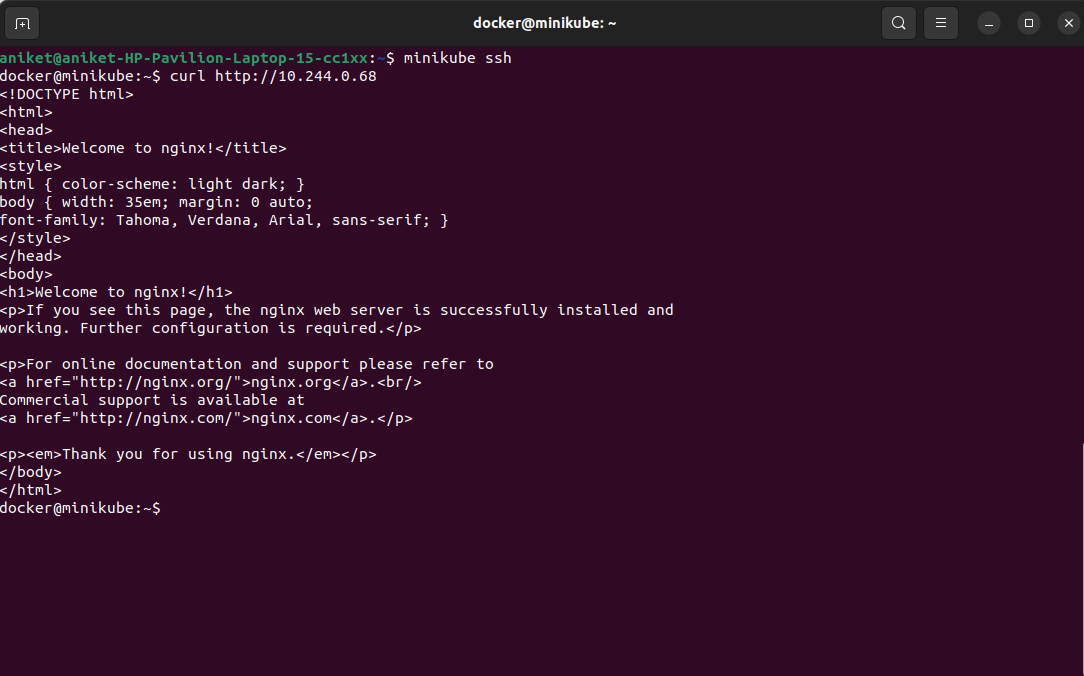 docker@minikube: ~
aniket@aniket-HP-Pavilion-Laptop-15-cc1xx:~$ minikube ssh
docker@minikube:~$ curl http://10.244.0.68
<!DOCTYPE html>
<html>
<head>
<title>Welcome to nginx!</title>
<style>
html { color-scheme: light dark; }
body { width: 35em; margin: 0 auto;
font-family: Tahoma, Verdana, Arial, sans-serif; }
</style>
</head>
<body>
<h1>Welcome to nginx!</h1>
<p>If you see this page, the nginx web server is successfully installed and
working. Further configuration is required.</p>
<p>For online documentation and support please refer to
<a href="http://nginx.org/">nginx.org</a>.<br/>
Commercial support is available at
<a href="http://nginx.com/">nginx.com</a>.</p>
<p><em>Thank you for using nginx.</em></p>
</body>
</html>
docker@minikube:~$